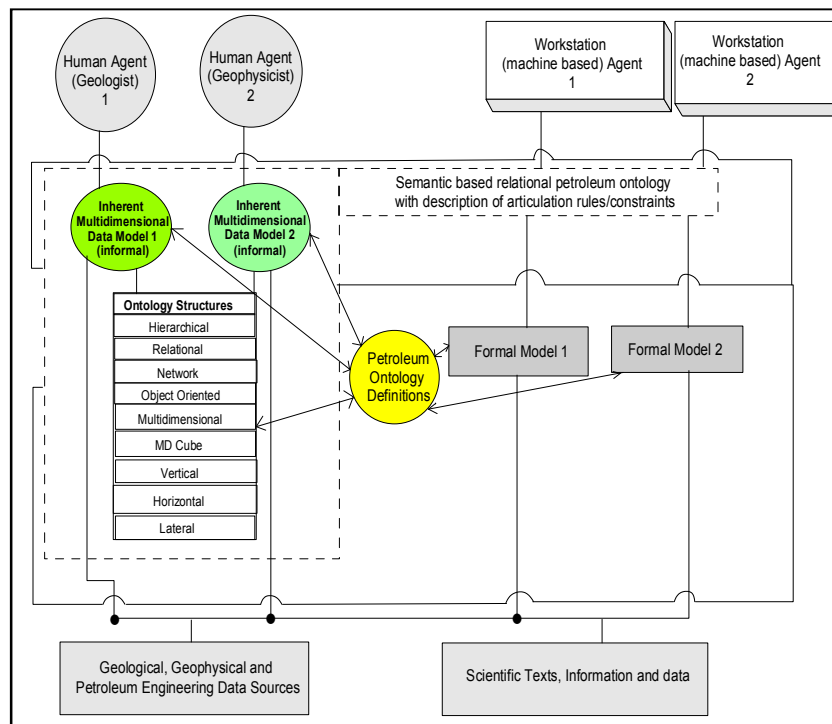 Human Agent
(Geologist)
1
Human Agent
(Geophysicist)
2
Workstation
(machine based) Agent
1
Workstation
(machine based) Agent
2
Semantic based relational petroleum ontology
with description of articulation rules/constraints
Inherent
Multidimensional
Data Model 1
(informal)
Inherent
Multidimensional
Data Model 2
(informal)
Ontology Structures
Hierarchical
Relational
Network
Object Oriented
Multidimensional
MD Cube
Vertical
Horizontal
Lateral
Petroleum
Ontology
Definitions
Formal Model 1
Formal Model 2
Geological, Geophysical and
Petroleum Engineering Data Sources
Scientific Texts, Information and data